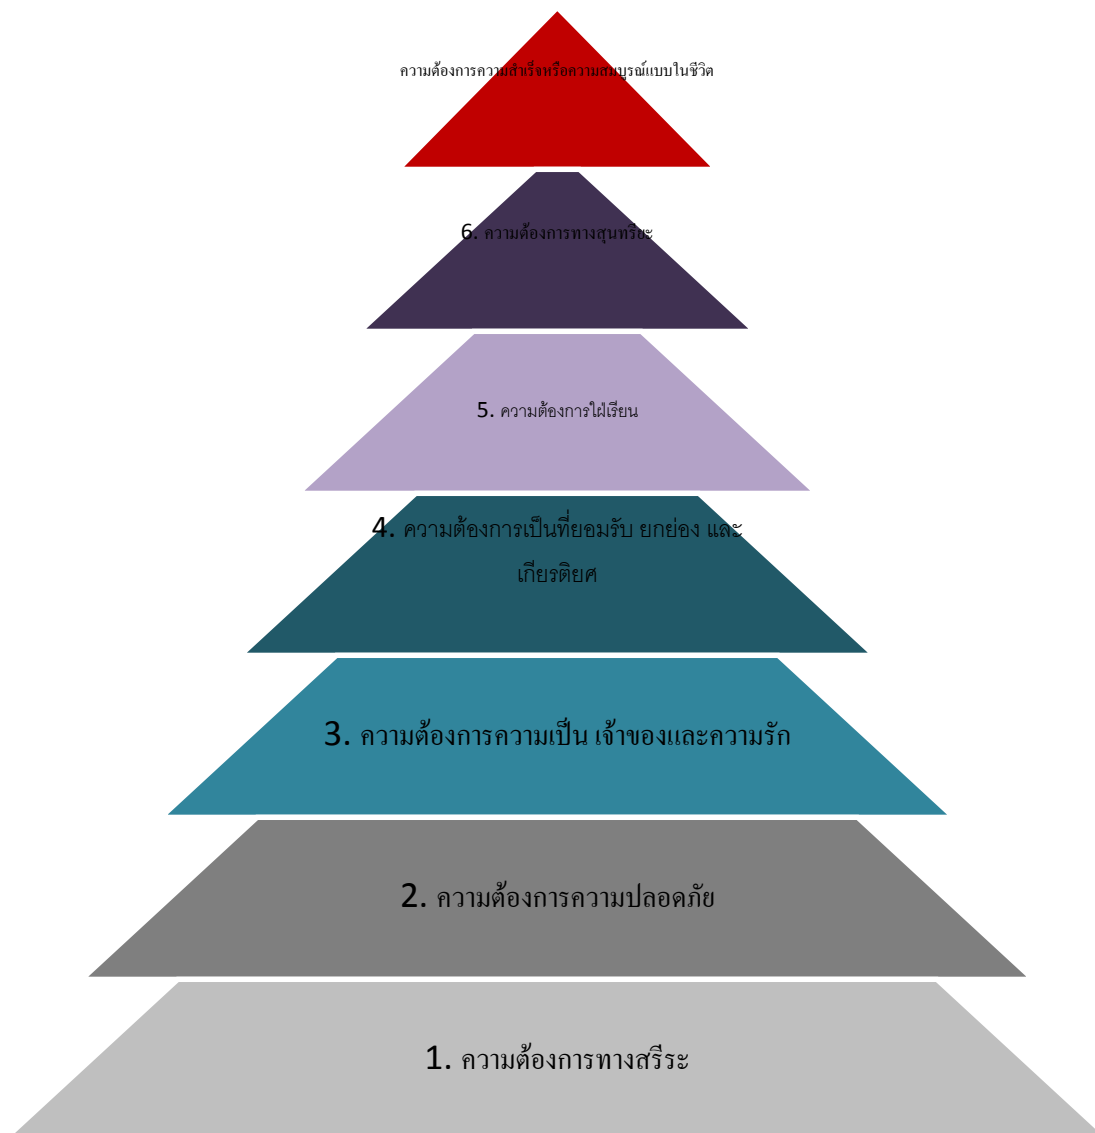 ความต้องการความสำเร็จหรือความสมบูรณ์แบบในชีวิต
6. ความต้องการทางสุนทรียะ
5. ความต้องการใฝ่เรียน
4. ความต้องการเป็นที่ยอมรับ ยกย่อง และ
เกียรติยศ
3. ความต้องการความเป็น เจ้าของและความรัก
2. ความต้องการความปลอดภัย
1. ความต้องการทางสรีระ